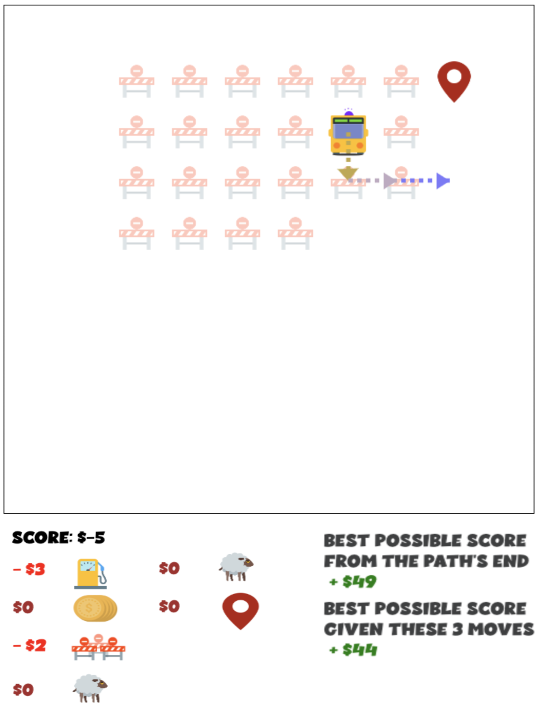 SCORE: $-5
- $3
$0
$0
$0
- $2
$0
BEST POSSIBLE SCORE
FROM THE PATH'S END
+ $49
BEST POSSIBLE SCORE
GIVEN THESE 3 MOVES
+ $44